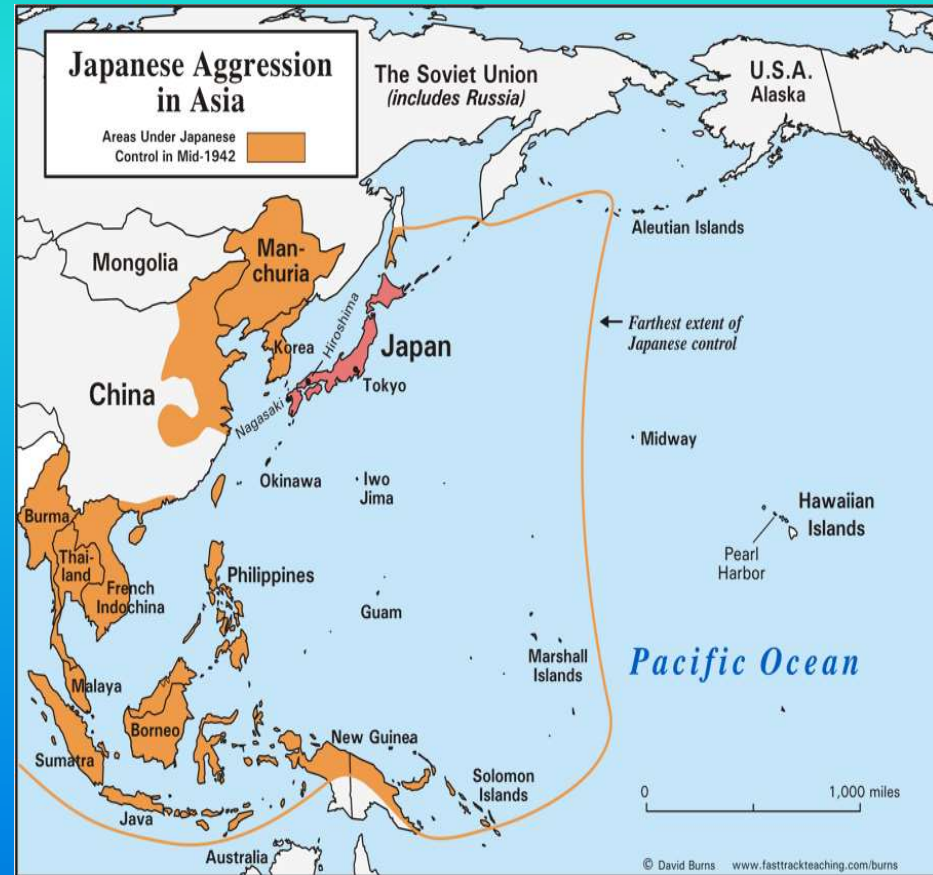 Japanese Aggression
in Asia
Areas Under Japanese
Control in Mid-1942
The Soviet Union
(includes Russia)
U.S.A.
Alaska
Aleutian Islands
Mongolia
Man-
churia
Farthest extent of
Japanese control
Korea
Hiroshima
Japan
Tokyo
China
Nagasaki
Midway
Okinawa
Iwo
Jima
Hawaiian
Islands
Pearl
Harbor
Burma
Thai-
land
French
Indochina
Philippines
Guam
Marshall
Islands
Pacific Ocean
Malaya
Borneo
Sumatra
New Guinea
Solomon
Islands
Java
Australia
0
1,000 miles
© David Burns www.fasttrackteaching.com/burns